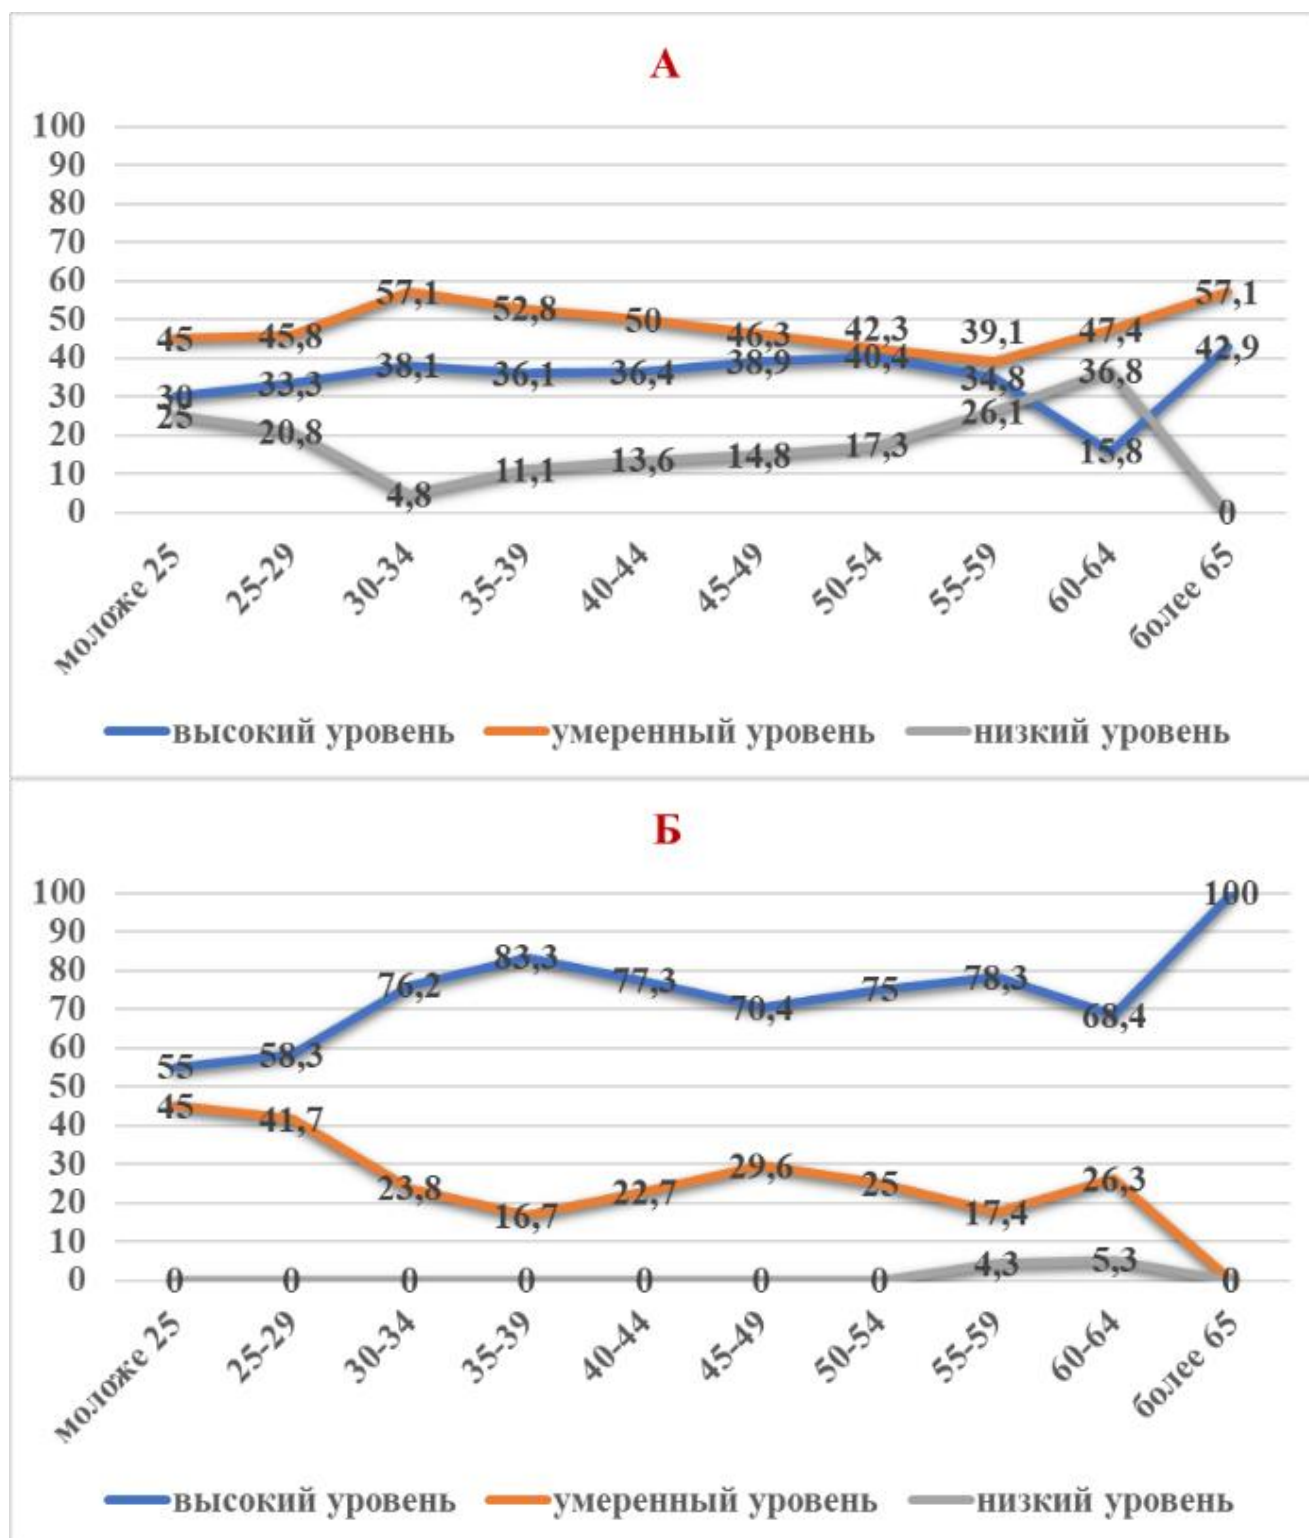 А
100
90
80
70
60
50
40
30
20
10
0
45 45,8 57,1 52,8 50 46,3 42,3 39,1 47,4 57,1
30 33,3 38,1 36,1 36,4 38,9 40,4 34,8 15,8 42,9
25 20,8 4,8 11,1 13,6 14,8 17,3 26,1 36,8 0
моложе 25 25-29 30-34 35-39 40-44 45-49 50-54 55-59 60-64 более 65
высокий уровень умеренный уровень низкий уровень
Б
100
90
80
70
60
50
40
30
20
10
0
55 58,3 76,2 83,3 77,3 70,4 75 78,3 68,4 100
45 41,7 23,8 16,7 22,7 29,6 25 17,4 26,3
0 0 0 0 0 0 0 4,3 5,3 0
моложе 25 25-29 30-34 35-39 40-44 45-49 50-54 55-59 60-64 более 65
высокий уровень умеренный уровень низкий уровень